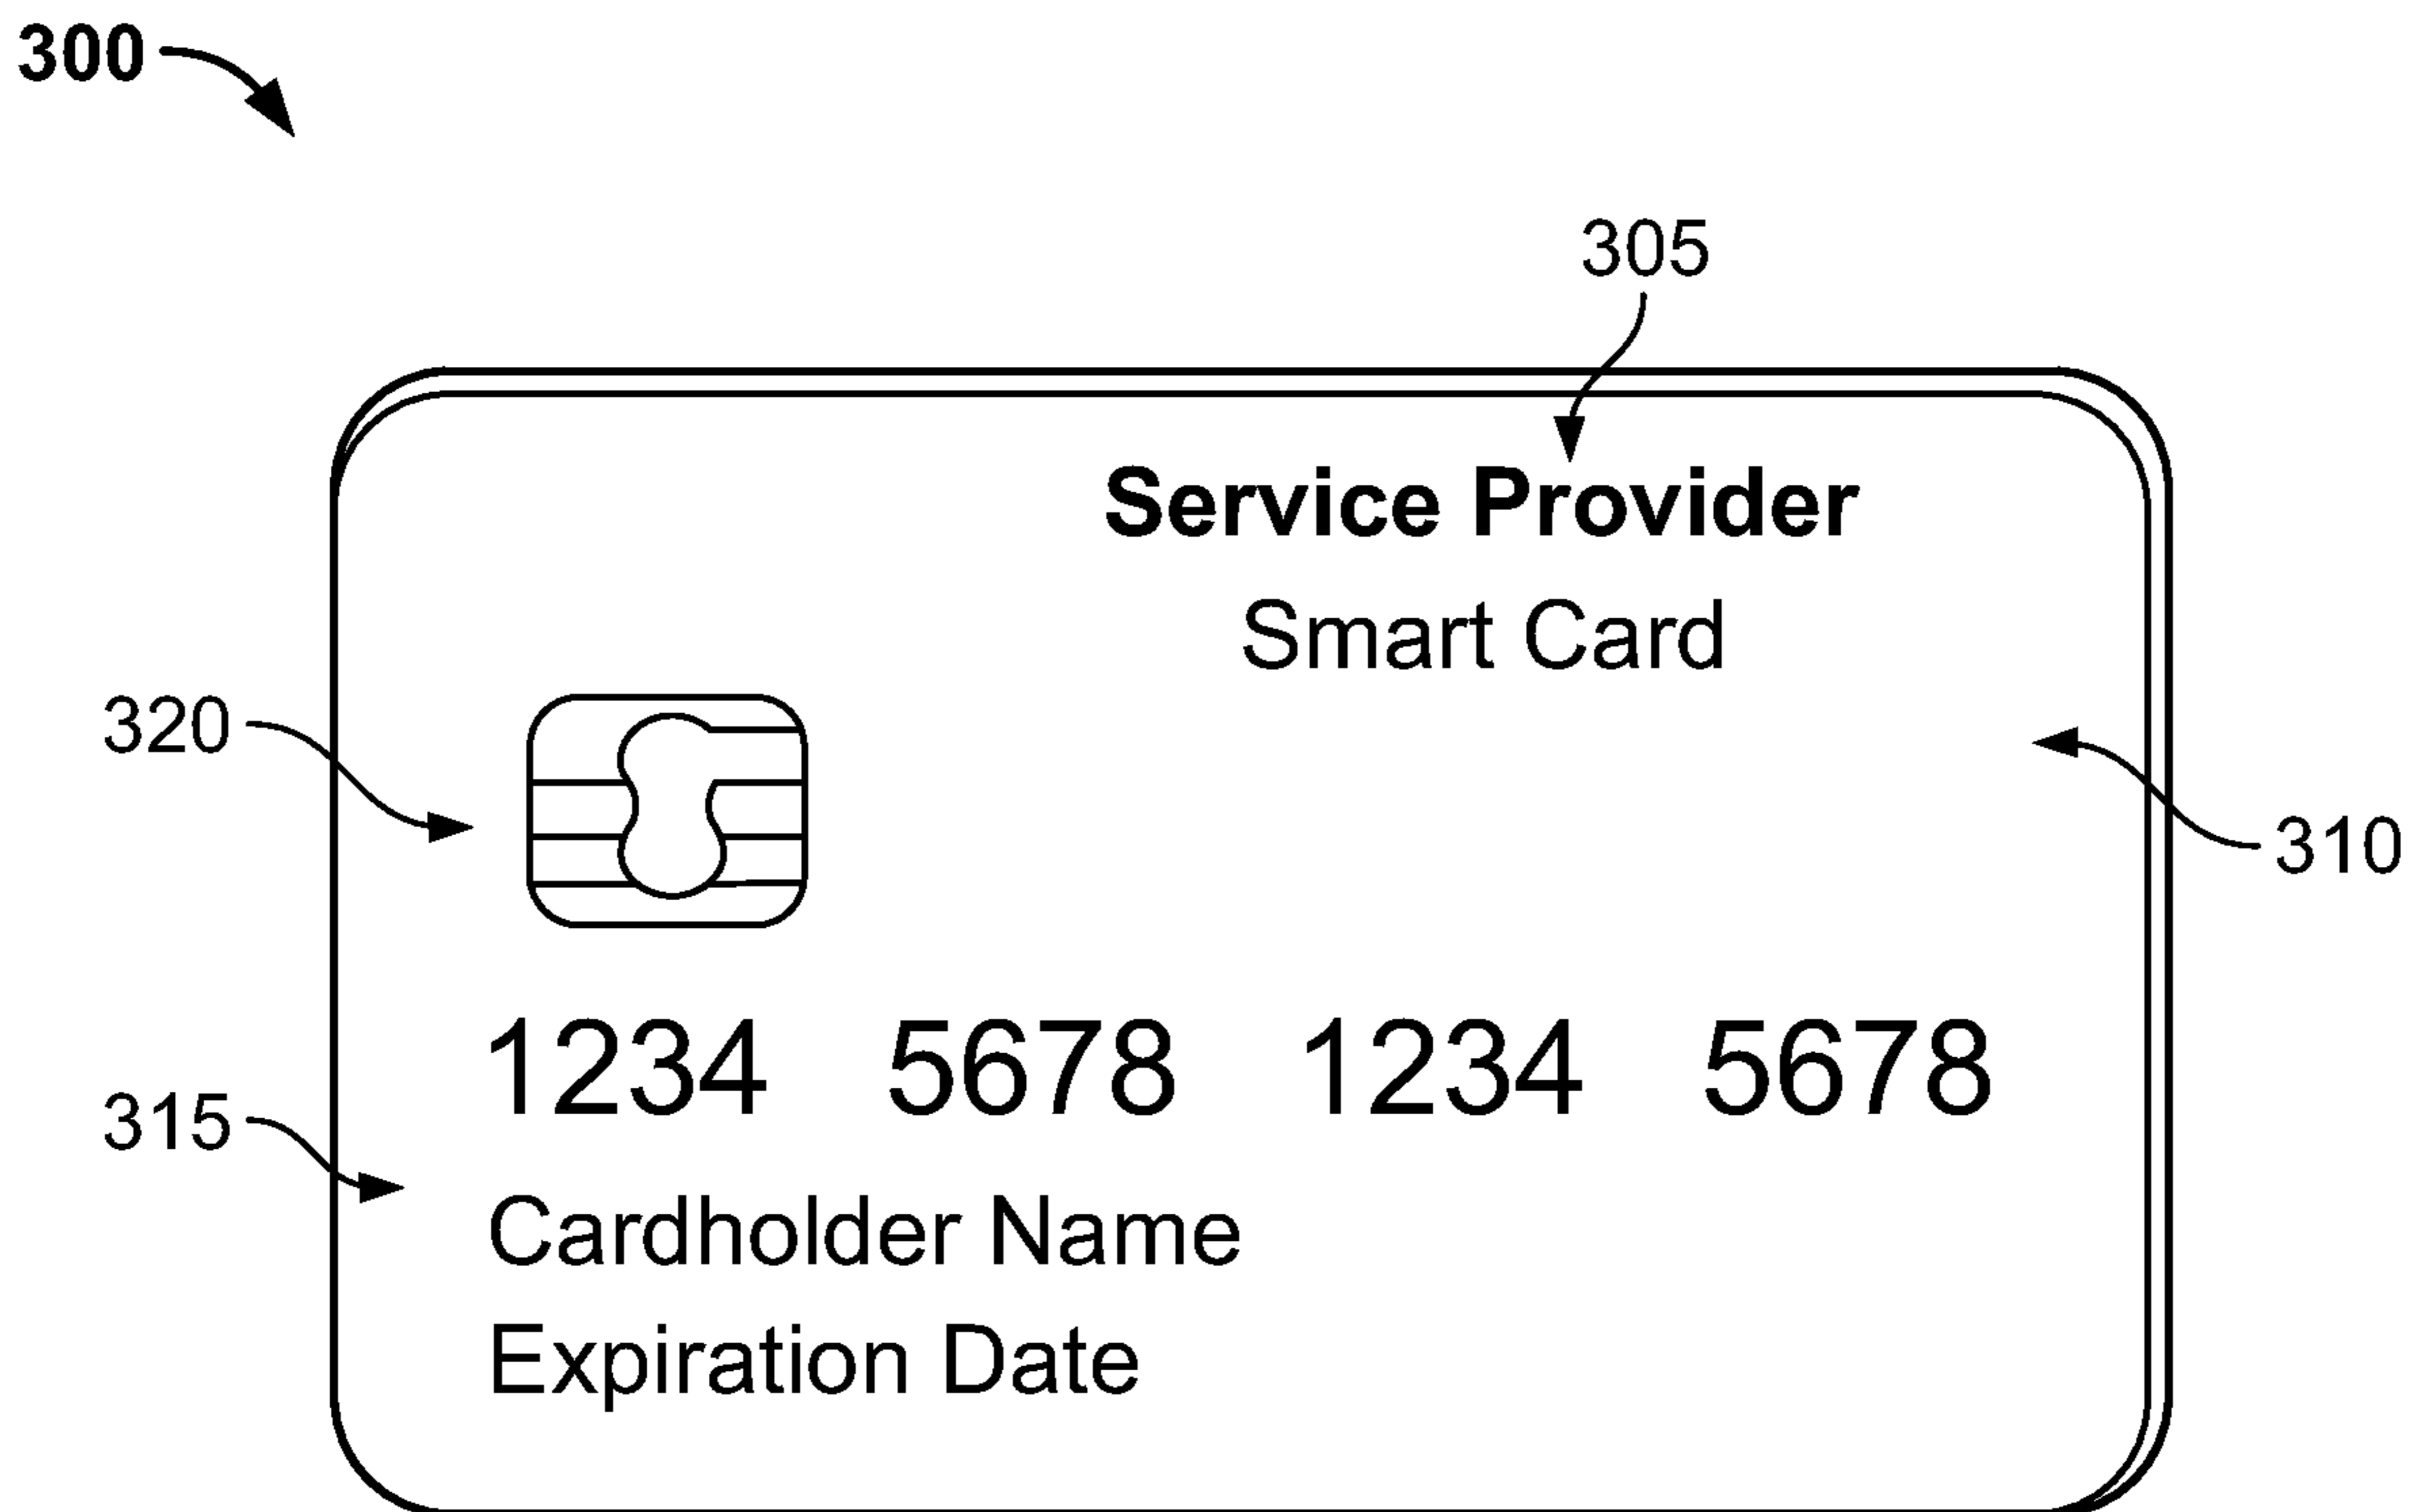 300
305
Service Provider
Smart Card
320
310
1234 5678 1234 5678
315
Cardholder Name
Expiration Date